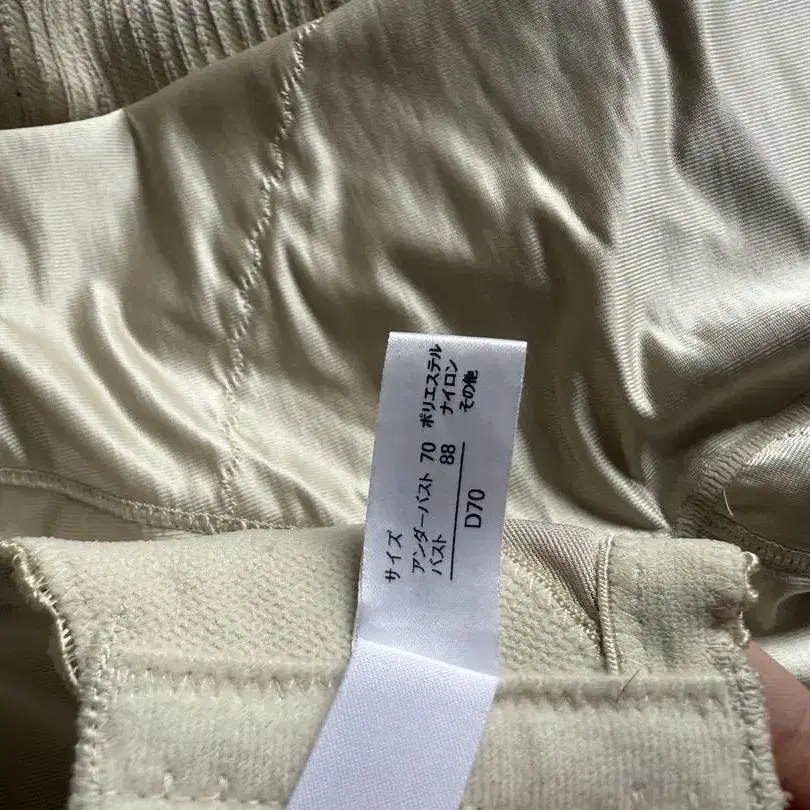 サイズ
アンダーバスト 70
バスト 88
D70
ポリエステル
ナイロン
その他